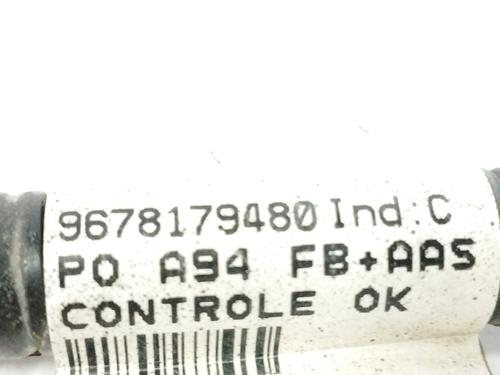 9678179480 Ind:C
PO A94 FB+AAS
CONTROLE OK